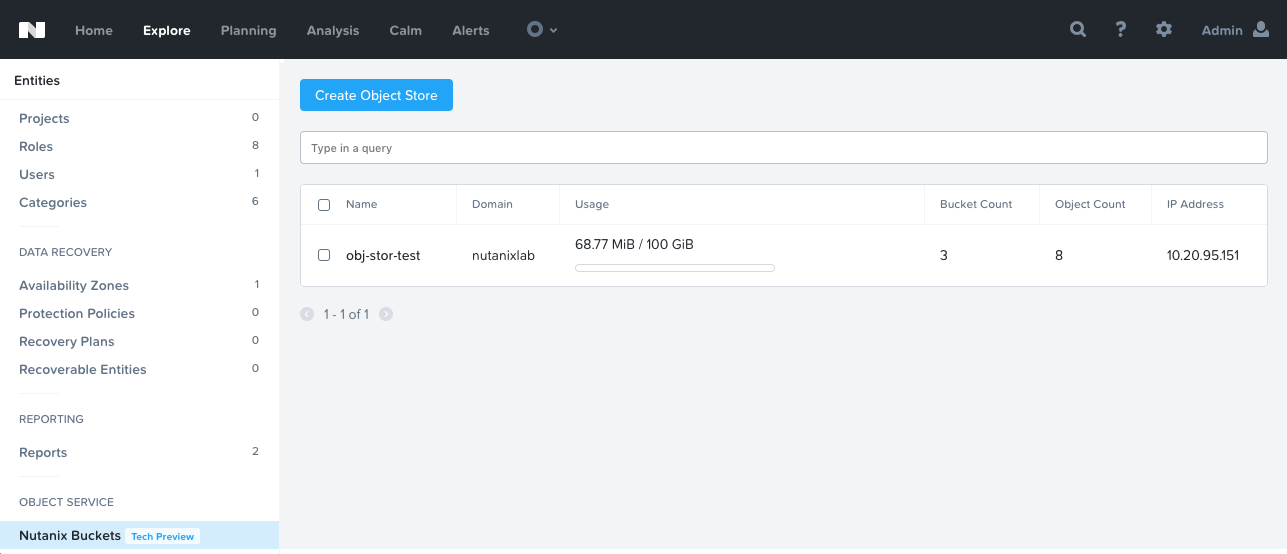 Home Explore Planning Analysis Calm Alerts ? Admin
Entities
Projects 0
Roles 8
Users 1
Categories 6
DATA RECOVERY
Availability Zones 1
Protection Policies 0
Recovery Plans 0
Recoverable Entities 0
REPORTING
Reports 2
OBJECT SERVICE
Nutanix Buckets Tech Preview
Create Object Store
Type in a query
Name Domain Usage Bucket Count Object Count IP Address
68.77 MiB / 100 GiB
obj-stor-test nutanixlab 3 8 10.20.95.151
1 - 1 of 1